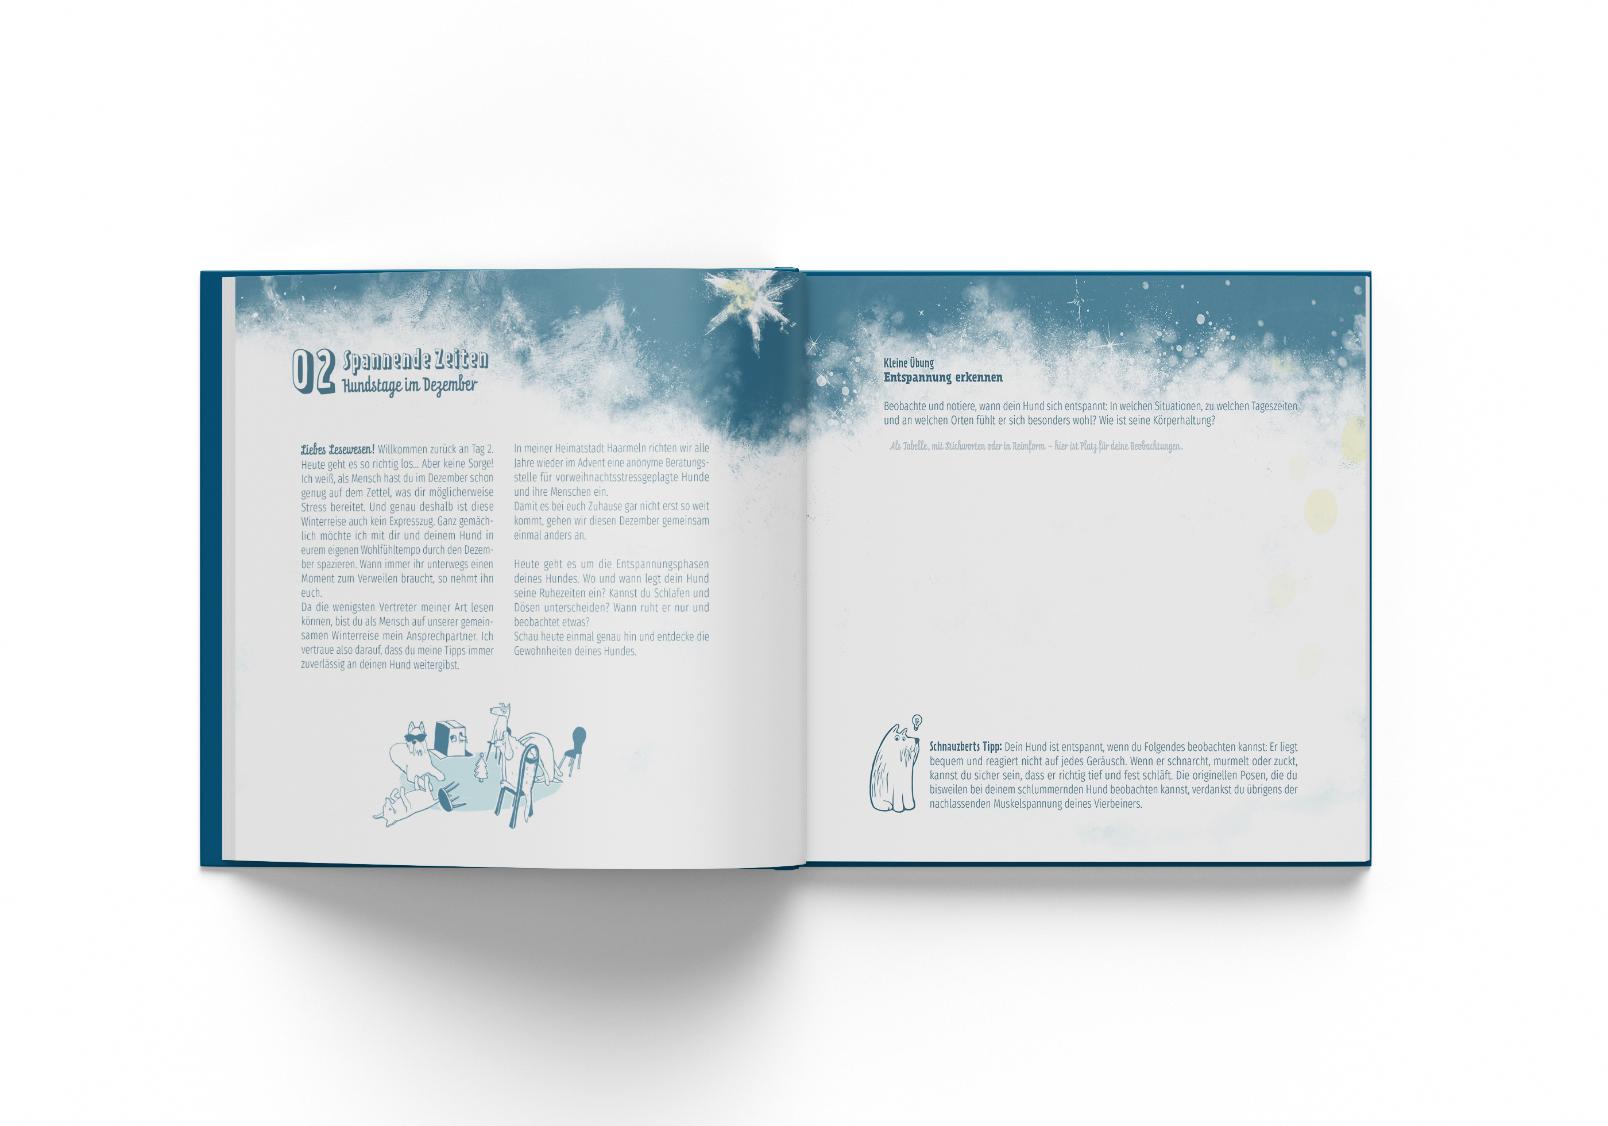 02 Spannende Zeiten
Hundstage im Dezember
Liebes Lesewesen! Willkommen zurück an Tag 2.
Heute geht es so richtig los... Aber keine Sorge!
Ich weiß, als Mensch hast du im Dezember schon
genug auf dem Zettel, was dir möglicherweise
Stress bereitet. Und genau deshalb ist diese
Winterreise auch kein Expresszug. Ganz gemäch-
lich möchte ich mit dir und deinem Hund in
eurem eigenen Wohlfühltempo durch den Dezem-
ber spazieren. Wann immer ihr unterwegs einen
Moment zum Verweilen braucht, so nehmt ihn
euch.
Da die wenigsten Vertreter meiner Art lesen
können, bist du als Mensch auf unserer gemein-
samen Winterreise mein Ansprechpartner. Ich
vertraue also darauf, dass du meine Tipps immer
zuverlässig an deinen Hund weitergibst.
In meiner Heimatstadt Haarmeln richten wir alle
Jahre wieder im Advent eine anonyme Beratungs-
stelle für vorweihnachtsstressgeplagte Hunde
und ihre Menschen ein.
Damit es bei euch Zuhause gar nicht erst so weit
kommt, gehen wir diesen Dezember gemeinsam
einmal anders an.
Heute geht es um die Entspannungsphasen
deines Hundes. Wo und wann legt dein Hund
seine Ruhezeiten ein? Kannst du Schlafen und
Dösen unterscheiden? Wann ruht er nur und
beobachtet etwas?
Schau heute einmal genau hin und entdecke die
Gewohnheiten deines Hundes.
Kleine Übung
Entspannung erkennen
Beobachte und notiere, wann dein Hund sich entspannt: In welchen Situationen, zu welchen Tageszeiten
und an welchen Orten fühlt er sich besonders wohl? Wie ist seine Körperhaltung?
Als Tabelle, mit Stichworten oder in Reimform – hier ist Platz für deine Beobachtungen.
Schnauzberts Tipp: Dein Hund ist entspannt, wenn du Folgendes beobachten kannst: Er liegt
bequem und reagiert nicht auf jedes Geräusch. Wenn er schnarcht, murmelt oder zuckt,
kannst du sicher sein, dass er richtig tief und fest schläft. Die originellen Posen, die du
bisweilen bei deinem schlummernden Hund beobachten kannst, verdankst du übrigens der
nachlassenden Muskelspannung deines Vierbeiners.